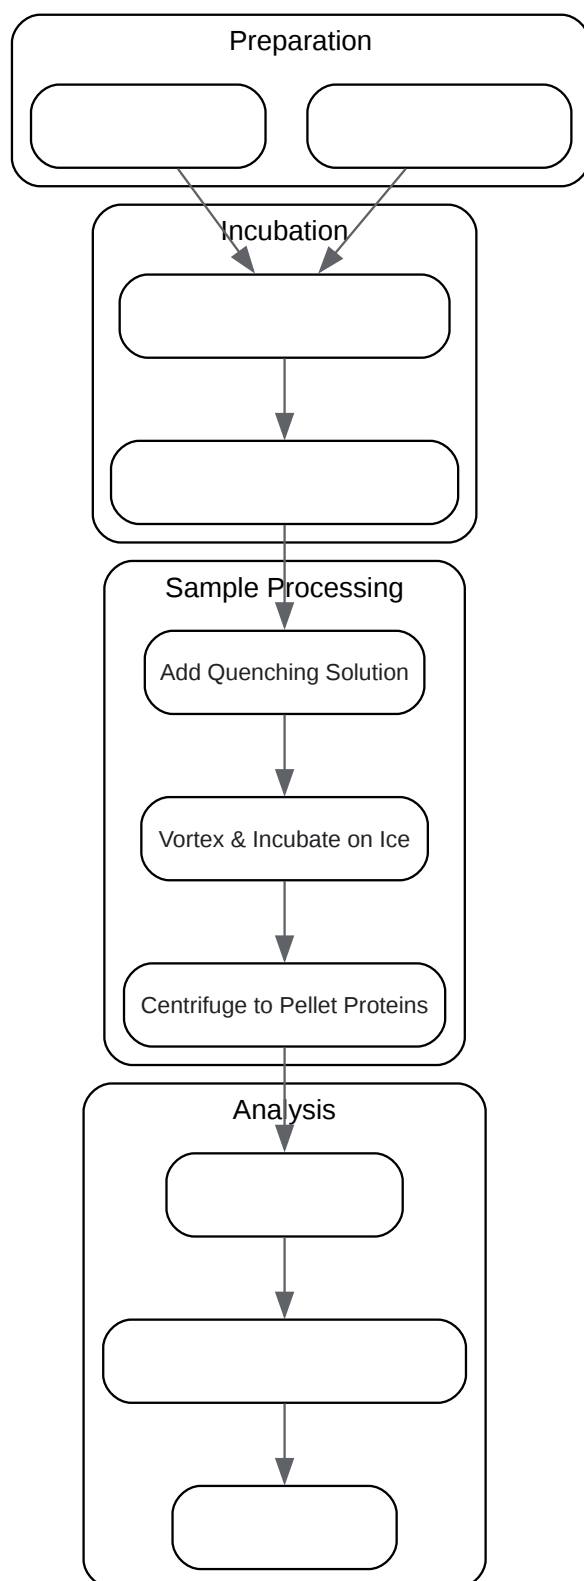 Preparation
Incubation
Sample Processing
Add Quenching Solution
Vortex & Incubate on Ice
Centrifuge to Pellet Proteins
Analysis